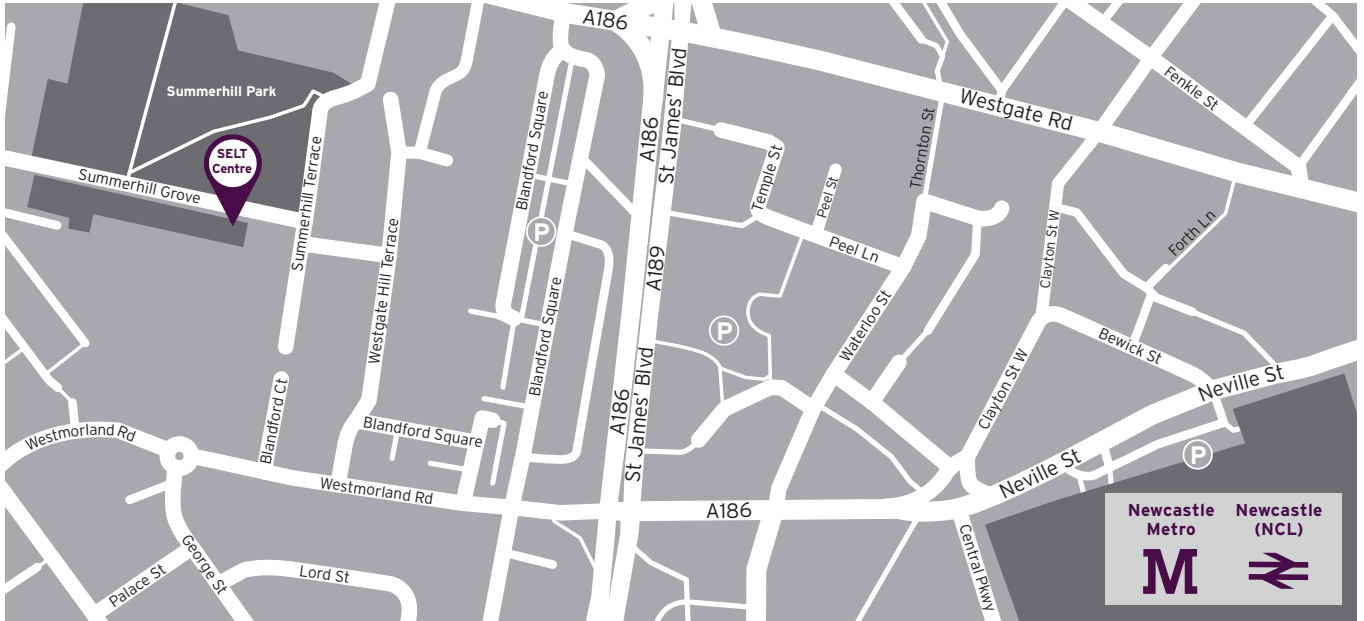 A186
Summerhill Park
SELT
Centre
Summerhill Grove
Summerhill Terrace
Westgate Hill Terrace
Blandford Square
P
Blandford Square
A186
St James' Blvd
A189
A186
St James' Blvd
Temple St
Peel St
Peel Ln
Thornton St
Westgate Rd
Fenkle St
Forth Ln
Clayton St W
Waterloo St
P
Bewick St
Clayton St W
Neville St
Blandford Ct
Blandford Square
Westmorland Rd
Westmorland Rd
A186
Neville St
P
Central Pkwy
Palace St
George St
Lord St
Newcastle
Metro
M
Newcastle
(NCL)